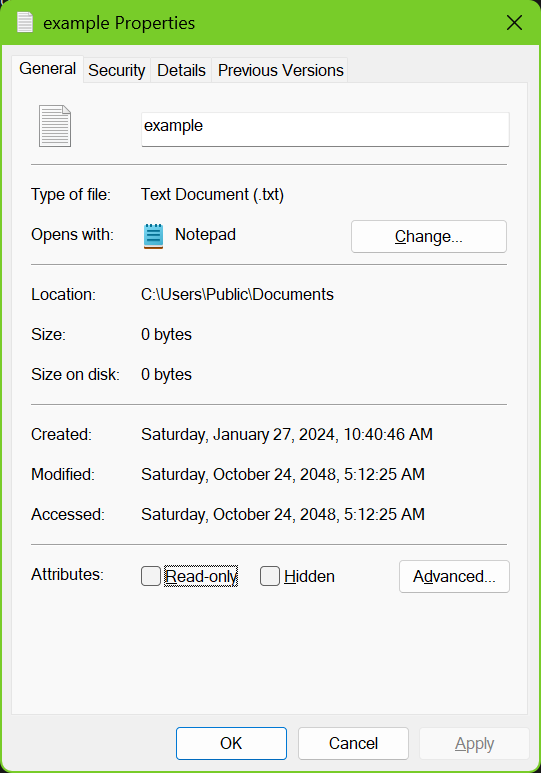 example Properties
General Security Details Previous Versions
example
Type of file: Text Document (.txt)
Opens with: Notepad Change...
Location: C:\Users\Public\Documents
Size: 0 bytes
Size on disk: 0 bytes
Created: Saturday, January 27, 2024, 10:40:46 AM
Modified: Saturday, October 24, 2048, 5:12:25 AM
Accessed: Saturday, October 24, 2048, 5:12:25 AM
Attributes: Read-only Hidden Advanced...
OK Cancel Apply